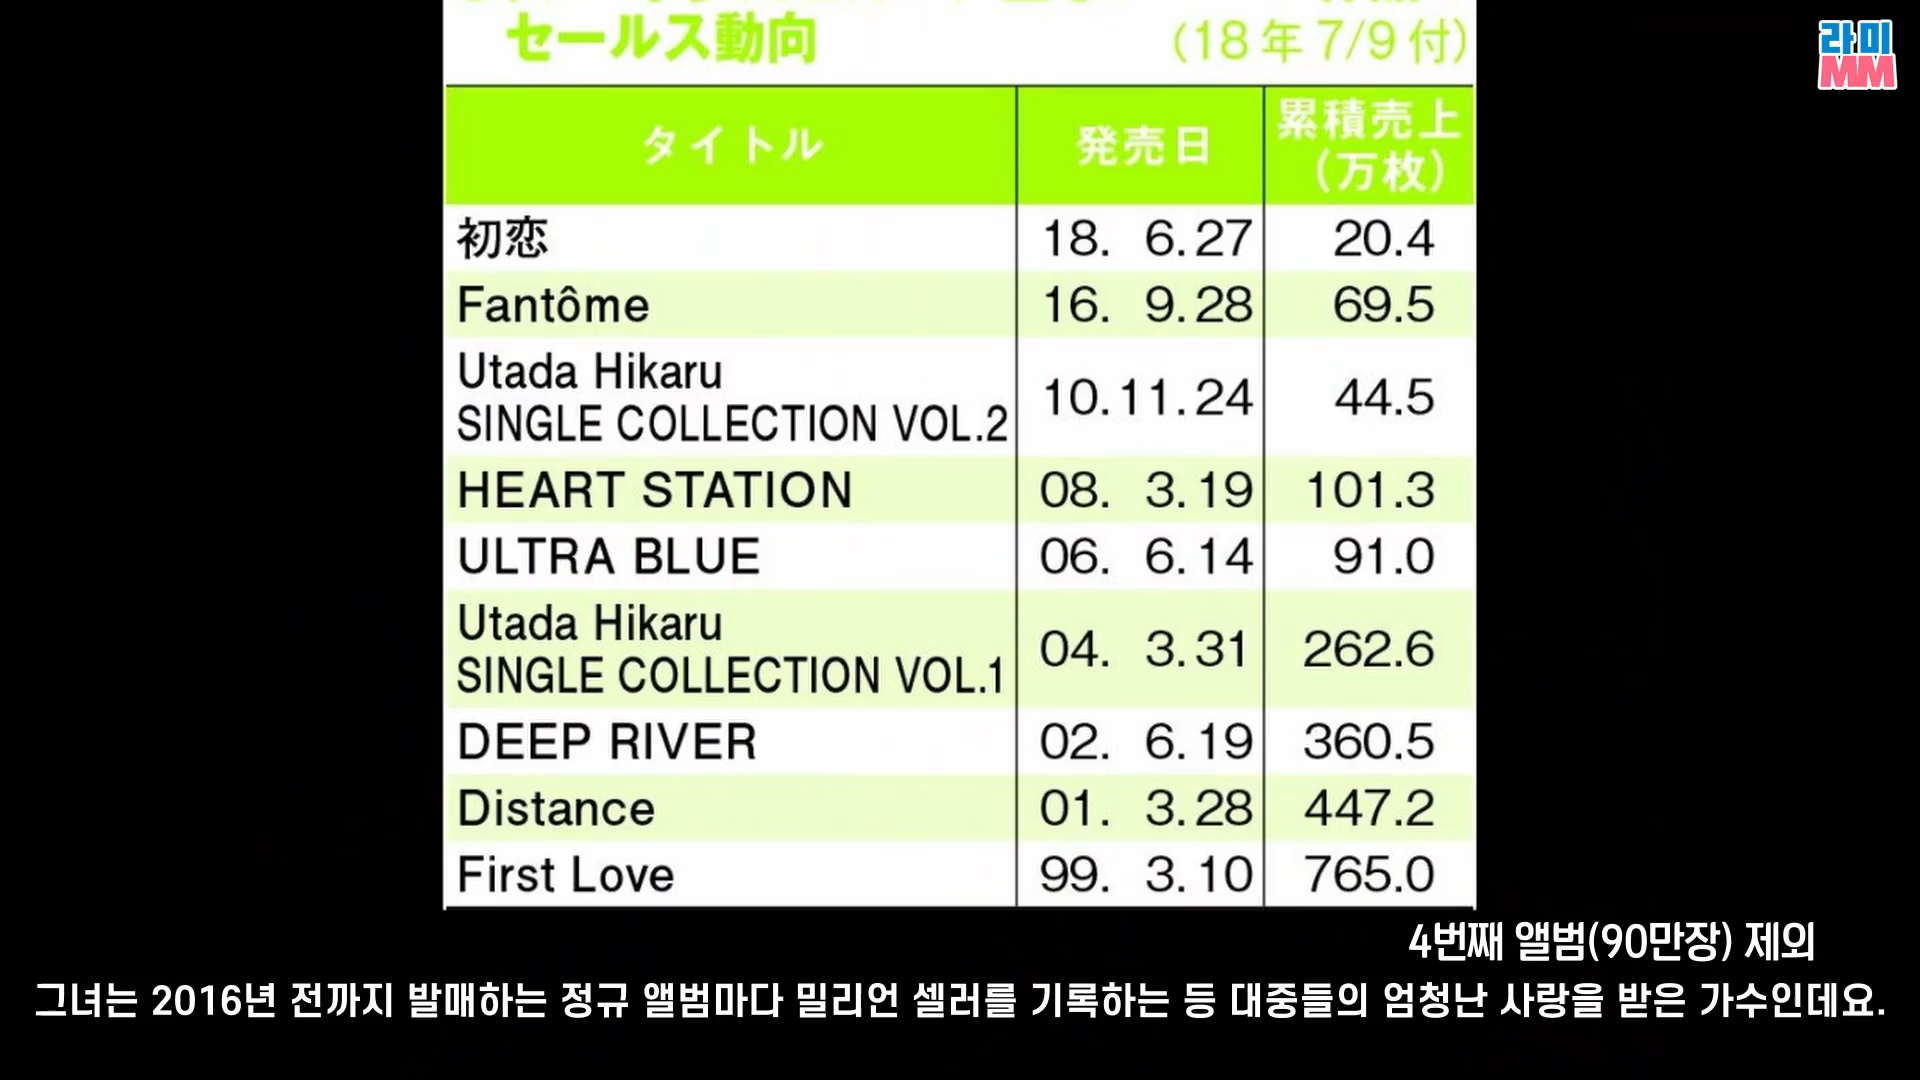 セールス動向
(18年7/9付)
라미
MM
タイトル
発売日
累積売上
(万枚)
初恋
18. 6.27
20.4
Fantôme
16. 9.28
69.5
Utada Hikaru
SINGLE COLLECTION VOL.2
10.11.24
44.5
HEART STATION
08. 3.19
101.3
ULTRA BLUE
06. 6.14
91.0
Utada Hikaru
SINGLE COLLECTION VOL.1
04. 3.31
262.6
DEEP RIVER
02. 6.19
360.5
Distance
01. 3.28
447.2
First Love
99. 3.10
765.0
4번째 앨범(90만장) 제외
그녀는 2016년 전까지 발매하는 정규 앨범마다 밀리언 셀러를 기록하는 등 대중들의 엄청난 사랑을 받은 가수인데요.